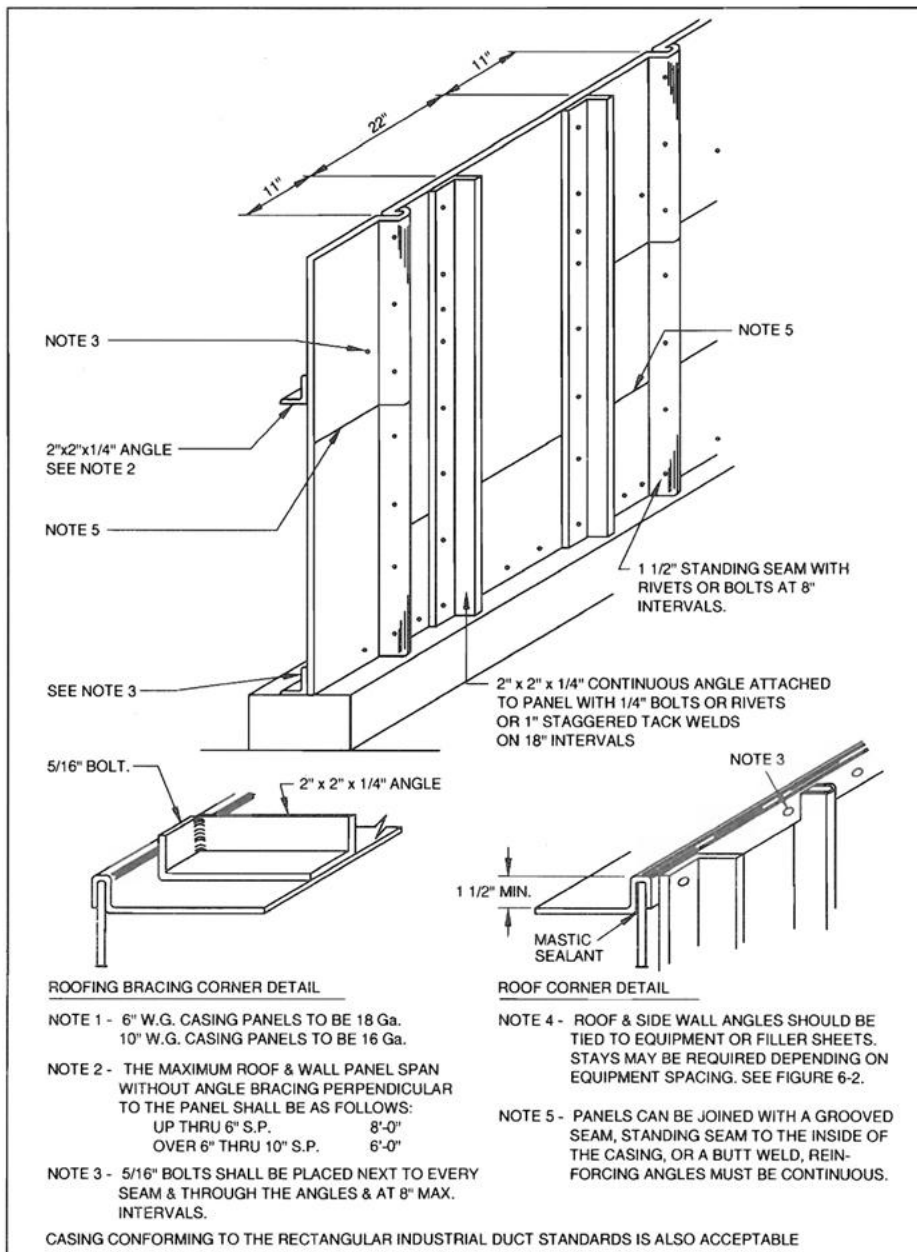 11"
22"
11"
NOTE 3
NOTE 5
2"x2"x1/4" ANGLE
SEE NOTE 2
NOTE 5
1 1/2" STANDING SEAM WITH
RIVETS OR BOLTS AT 8"
INTERVALS.
SEE NOTE 3
2" x 2" x 1/4" CONTINUOUS ANGLE ATTACHED
TO PANEL WITH 1/4" BOLTS OR RIVETS
OR 1" STAGGERED TACK WELDS
ON 18" INTERVALS
5/16" BOLT.
2" x 2" x 1/4" ANGLE
NOTE 3
1 1/2" MIN.
MASTIC
SEALANT
ROOFING BRACING CORNER DETAIL
NOTE 1 - 6" W.G. CASING PANELS TO BE 18 Ga.
10" W.G. CASING PANELS TO BE 16 Ga.
NOTE 2 - THE MAXIMUM ROOF & WALL PANEL SPAN
WITHOUT ANGLE BRACING PERPENDICULAR
TO THE PANEL SHALL BE AS FOLLOWS:
UP THRU 6" S.P. 8'-0"
OVER 6" THRU 10" S.P. 6'-0"
NOTE 3 - 5/16" BOLTS SHALL BE PLACED NEXT TO EVERY
SEAM & THROUGH THE ANGLES & AT 8" MAX.
INTERVALS.
ROOF CORNER DETAIL
NOTE 4 - ROOF & SIDE WALL ANGLES SHOULD BE
TIED TO EQUIPMENT OR FILLER SHEETS.
STAYS MAY BE REQUIRED DEPENDING ON
EQUIPMENT SPACING. SEE FIGURE 6-2.
NOTE 5 - PANELS CAN BE JOINED WITH A GROOVED
SEAM, STANDING SEAM TO THE INSIDE OF
THE CASING, OR A BUTT WELD, REIN-
FORCING ANGLES MUST BE CONTINUOUS.
CASING CONFORMING TO THE RECTANGULAR INDUSTRIAL DUCT STANDARDS IS ALSO ACCEPTABLE